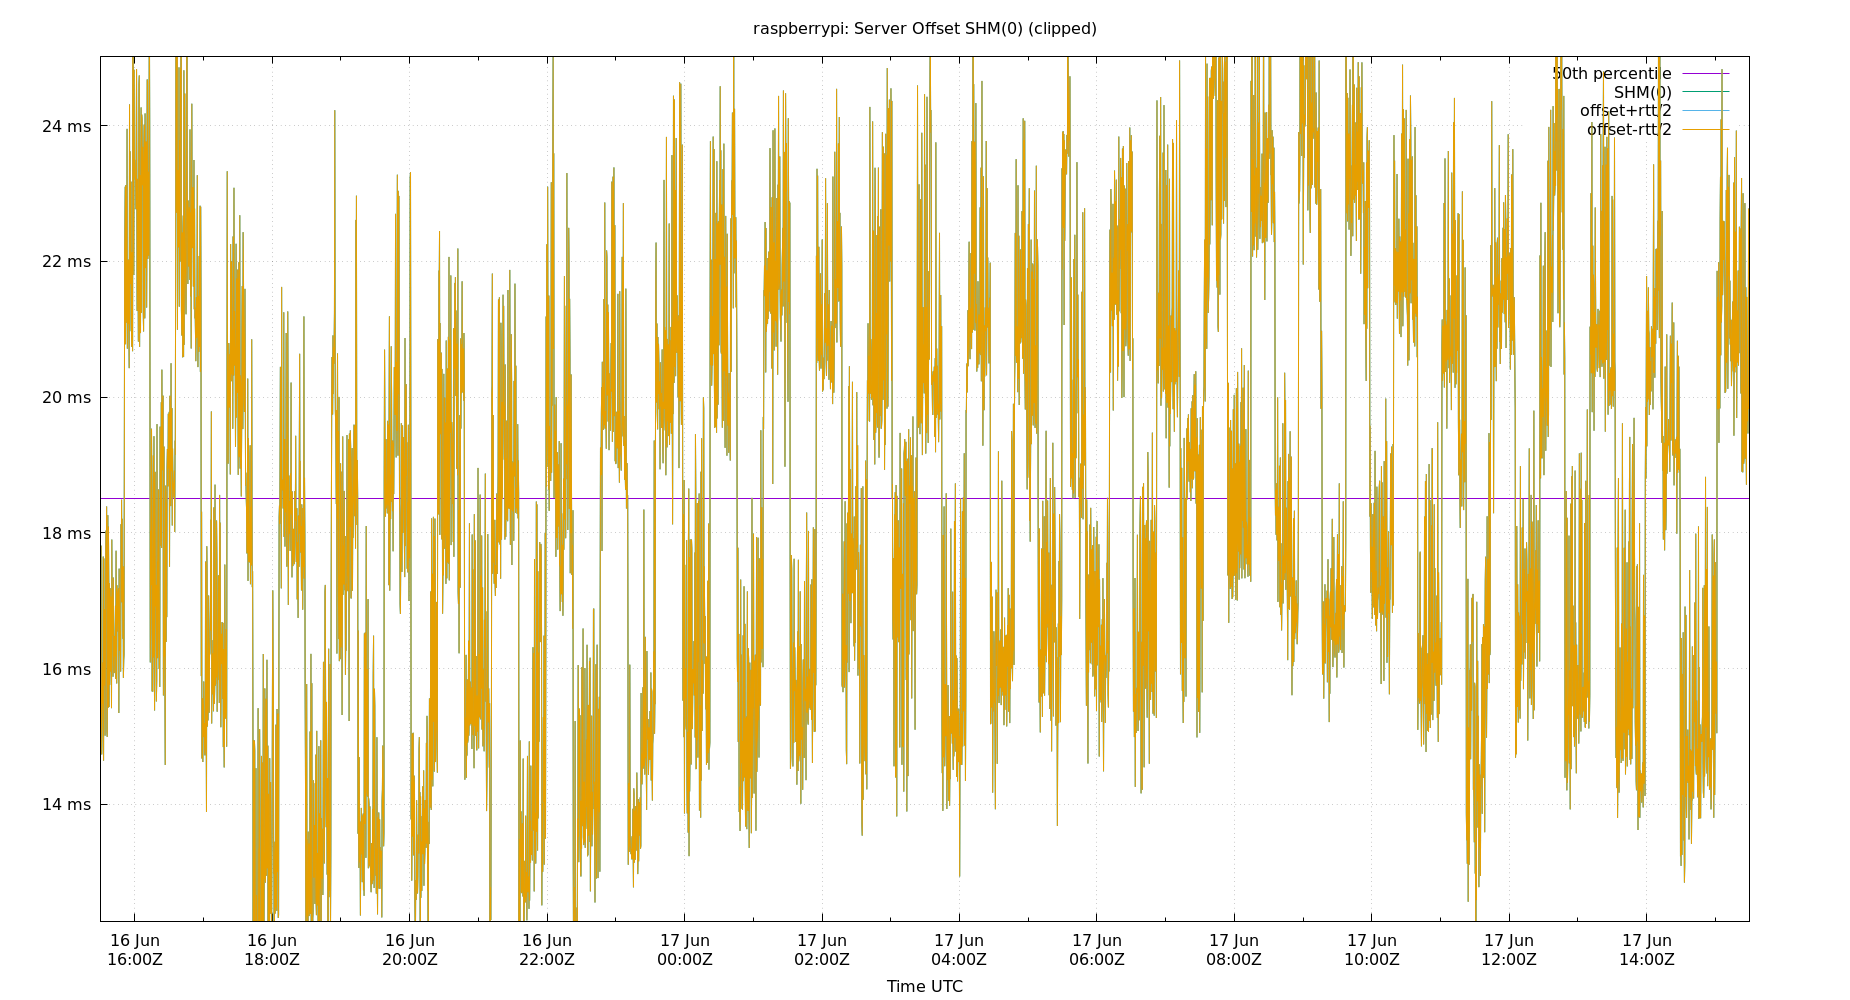 raspberrypi: Server Offset SHM(0) (clipped)
50th percentile
SHM(0)
offset+rtt/2
offset-rtt/2
24 ms
22 ms
20 ms
18 ms
16 ms
14 ms
16 Jun 16 Jun 16 Jun 16 Jun 17 Jun 17 Jun 17 Jun 17 Jun 17 Jun 17 Jun 17 Jun 17 Jun
16:00Z 18:00Z 20:00Z 22:00Z 00:00Z 02:00Z 04:00Z 06:00Z 08:00Z 10:00Z 12:00Z 14:00Z
Time UTC